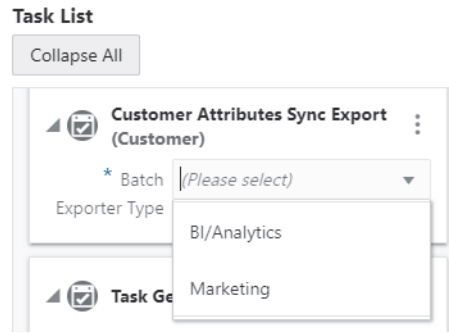 Task List
Collapse All
Customer Attributes Sync Export
(Customer)
* Batch (Please select)
Exporter Type
BI/Analytics
Marketing
Task Ge